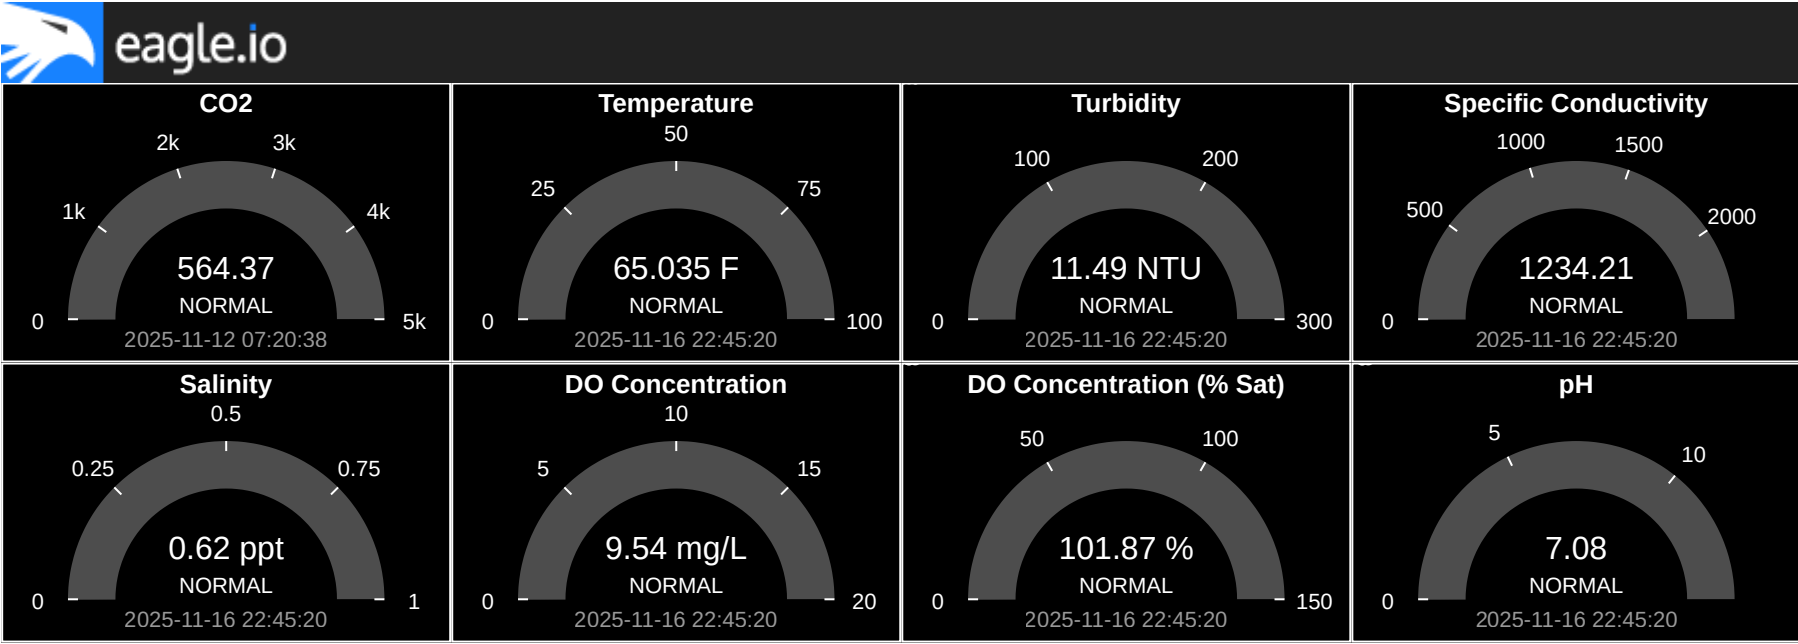 eagle.io
CO2
2k
3k
1k
4k
564.37
NORMAL
0
5k
2025-11-12 07:20:38
Temperature
50
25
75
65.035 F
NORMAL
0
100
2025-11-16 22:45:20
Turbidity
100
200
11.49 NTU
NORMAL
0
300
2025-11-16 22:45:20
Specific Conductivity
1000
1500
500
2000
1234.21
NORMAL
0
2025-11-16 22:45:20
Salinity
0.5
0.25
0.75
0.62 ppt
NORMAL
0
1
2025-11-16 22:45:20
DO Concentration
10
5
15
9.54 mg/L
NORMAL
0
20
2025-11-16 22:45:20
DO Concentration (% Sat)
50
100
101.87 %
NORMAL
0
150
2025-11-16 22:45:20
pH
5
10
7.08
NORMAL
0
2025-11-16 22:45:20